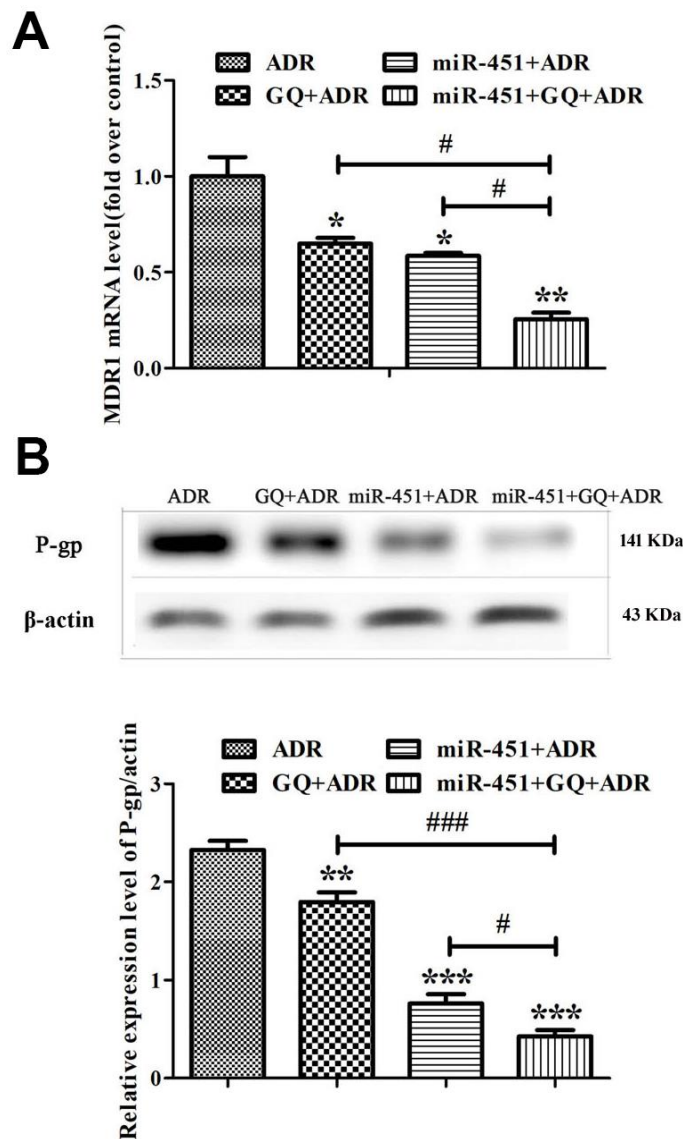 A
ADR
miR-451+ADR
GQ+ADR
miR-451+GQ+ADR
MDR1 mRNA level(fold over control)
1.5
1.0
0.5
0.0
#
#
*
*
**
B
ADR GQ+ADR miR-451+ADR miR-451+GQ+ADR
P-gp 141 KDa
β-actin 43 KDa
ADR
miR-451+ADR
GQ+ADR
miR-451+GQ+ADR
Relative expression level of P-gp/actin
3
2
1
0
###
#
**
***
***